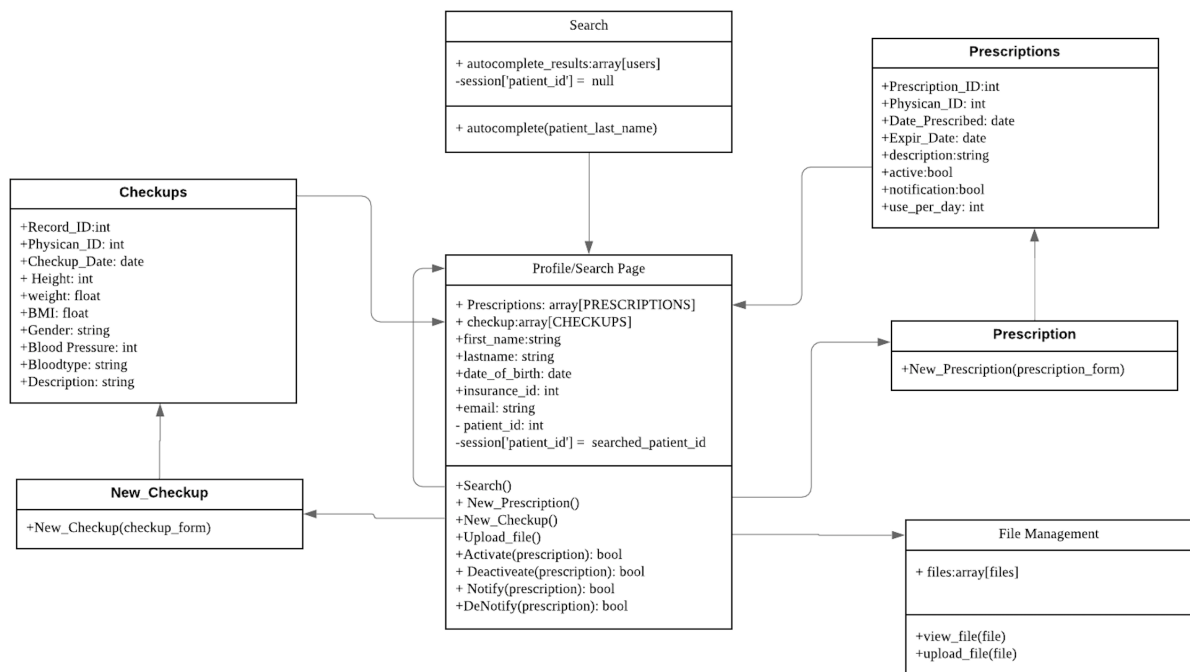 Search
+ autocomplete_results:array[users]
-session['patient_id'] =  null
+ autocomplete(patient_last_name)
Prescriptions
+Prescription_ID:int
+Physican_ID: int
+Date_Prescribed: date
+Expir_Date: date
+description:string
+active:bool
+notification:bool
+use_per_day: int
Checkups
+Record_ID:int
+Physican_ID: int
+Checkup_Date: date
+ Height: int
+weight: float
+BMI: float
+Gender: string
+Blood Pressure: int
+Bloodtype: string
+Description: string
Profile/Search Page
+ Prescriptions: array[PRESCRIPTIONS]
+ checkup:array[CHECKUPS]
+first_name:string
+lastname: string
+date_of_birth: date
+insurance_id: int
+email: string
- patient_id: int
-session['patient_id'] =  searched_patient_id
+Search()
+ New_Prescription()
+New_Checkup()
+Upload_file()
+Activate(prescription): bool
+ Deactiveate(prescription): bool
+ Notify(prescription): bool
+DeNotify(prescription): bool
Prescription
+New_Prescription(prescription_form)
New_Checkup
+New_Checkup(checkup_form)
File Management
+ files:array[files]
+view_file(file)
+upload_file(file)